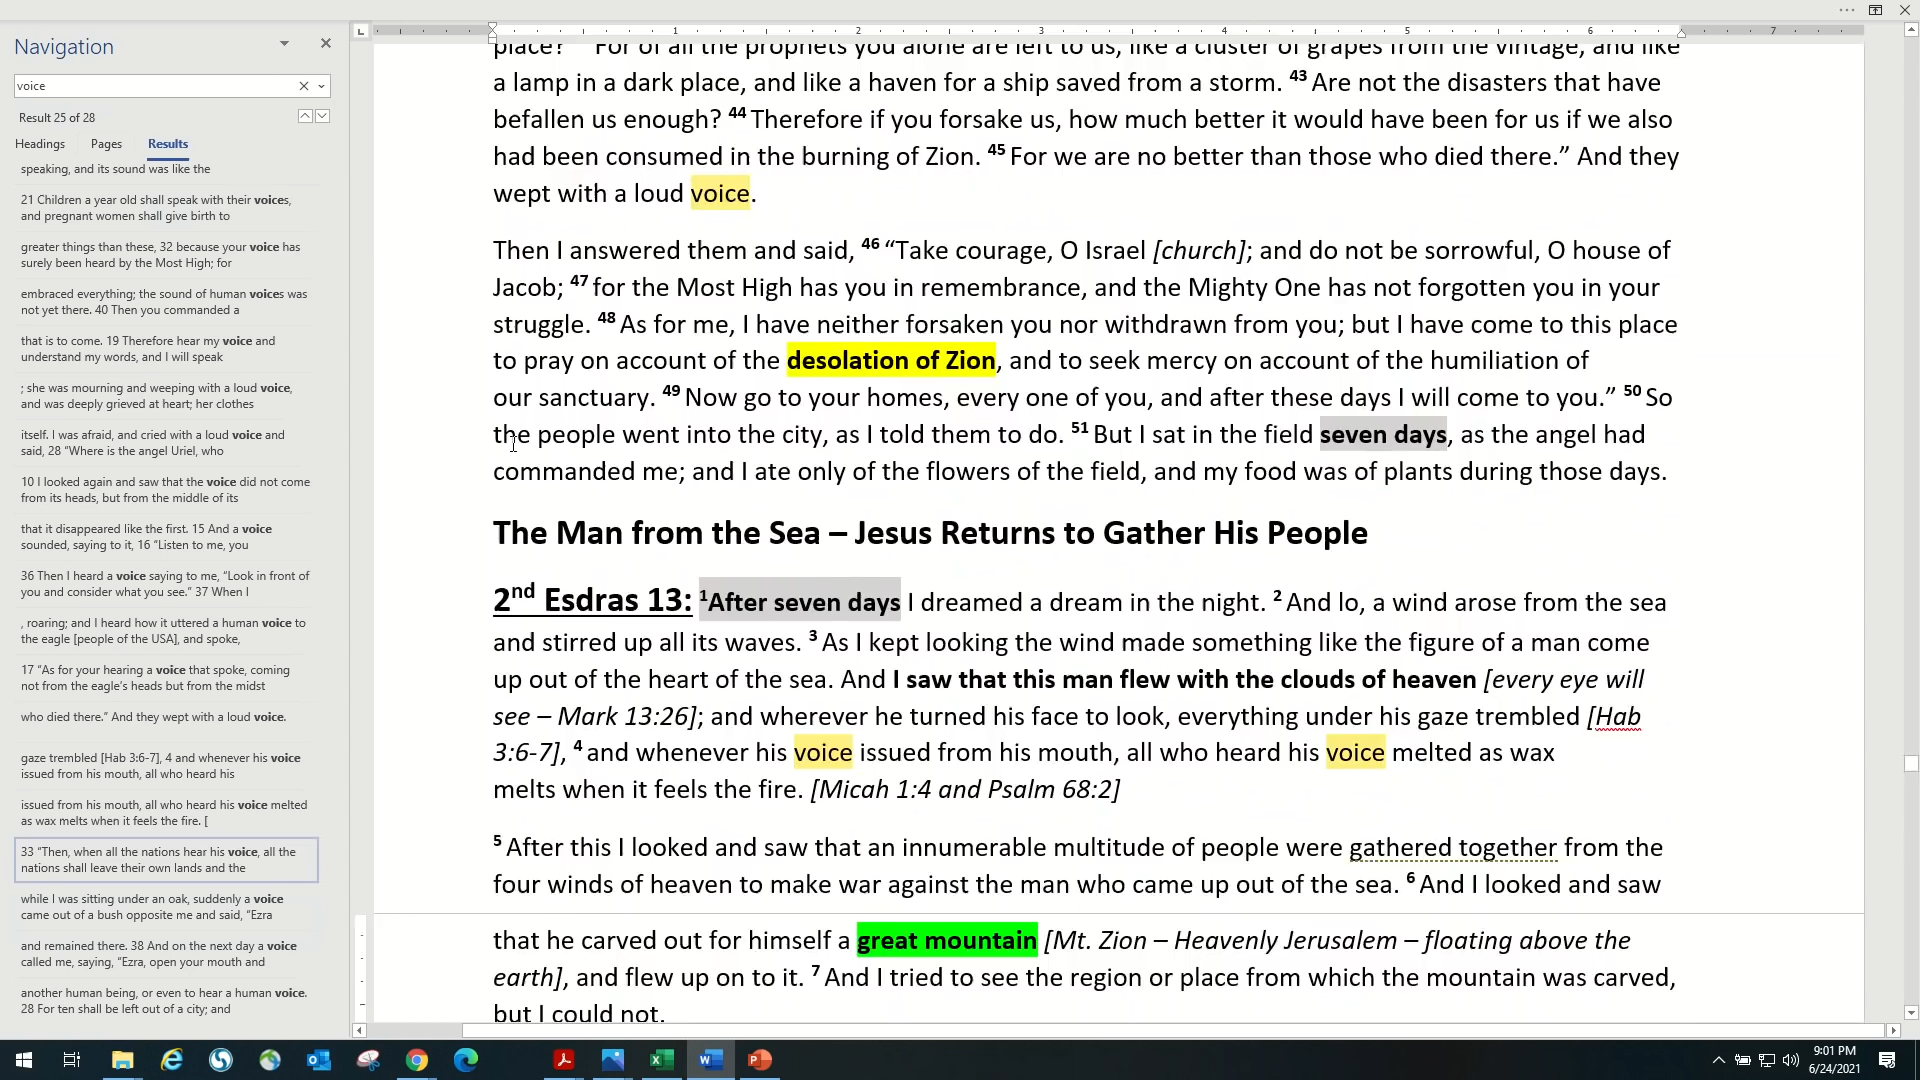 Navigation
voice
Result 25 of 28
Headings Pages Results
speaking, and its sound was like the
21 Children a year old shall speak with their voices,
and pregnant women shall give birth to
greater things than these, 32 because your voice has
surely been heard by the Most High; for
embraced everything; the sound of human voices was
not yet there. 40 Then you commanded a
that is to come. 19 Therefore hear my voice and
understand my words, and I will speak
; she was mourning and weeping with a loud voice,
and was deeply grieved at heart; her clothes
itself. I was afraid, and cried with a loud voice and
said, 28 “Where is the angel Uriel, who
10 I looked again and saw that the voice did not come
from its heads, but from the middle of its
that it disappeared like the first. 15 And a voice
sounded, saying to it, 16 “Listen to me, you
36 Then I heard a voice saying to me, “Look in front of
you and consider what you see.” 37 When I
, roaring; and I heard how it uttered a human voice to
the eagle [people of the USA], and spoke,
17 “As for your hearing a voice that spoke, coming
not from the eagle’s heads but from the midst
who died there.” And they wept with a loud voice.
gaze trembled [Hab 3:6-7], 4 and whenever his voice
issued from his mouth, all who heard his
issued from his mouth, all who heard his voice melted
as wax melts when it feels the fire. [
33 “Then, when all the nations hear his voice, all the
nations shall leave their own lands and the
while I was sitting under an oak, suddenly a voice
came out of a bush opposite me and said, “Ezra
and remained there. 38 And on the next day a voice
called me, saying, “Ezra, open your mouth and
another human being, or even to hear a human voice.
28 For ten shall be left out of a city; and
1 2 3 4 5 6 7
place? For of all the prophets you alone are left to us, like a cluster of grapes from the vintage, and like
a lamp in a dark place, and like a haven for a ship saved from a storm. 43 Are not the disasters that have
befallen us enough? 44 Therefore if you forsake us, how much better it would have been for us if we also
had been consumed in the burning of Zion. 45 For we are no better than those who died there.” And they
wept with a loud voice.
Then I answered them and said, 46 “Take courage, O Israel [church]; and do not be sorrowful, O house of
Jacob; 47 for the Most High has you in remembrance, and the Mighty One has not forgotten you in your
struggle. 48 As for me, I have neither forsaken you nor withdrawn from you; but I have come to this place
to pray on account of the desolation of Zion, and to seek mercy on account of the humiliation of
our sanctuary. 49 Now go to your homes, every one of you, and after these days I will come to you.” 50 So
the people went into the city, as I told them to do. 51 But I sat in the field seven days, as the angel had
commanded me; and I ate only of the flowers of the field, and my food was of plants during those days.
The Man from the Sea – Jesus Returns to Gather His People
2nd Esdras 13: 1After seven days I dreamed a dream in the night. 2 And lo, a wind arose from the sea
and stirred up all its waves. 3 As I kept looking the wind made something like the figure of a man come
up out of the heart of the sea. And I saw that this man flew with the clouds of heaven [every eye will
see – Mark 13:26]; and wherever he turned his face to look, everything under his gaze trembled [Hab
3:6-7], 4 and whenever his voice issued from his mouth, all who heard his voice melted as wax
melts when it feels the fire. [Micah 1:4 and Psalm 68:2]
5 After this I looked and saw that an innumerable multitude of people were gathered together from the
four winds of heaven to make war against the man who came up out of the sea. 6 And I looked and saw
that he carved out for himself a great mountain [Mt. Zion – Heavenly Jerusalem – floating above the
earth], and flew up on to it. 7 And I tried to see the region or place from which the mountain was carved,
but I could not.
9:01 PM
6/24/2021